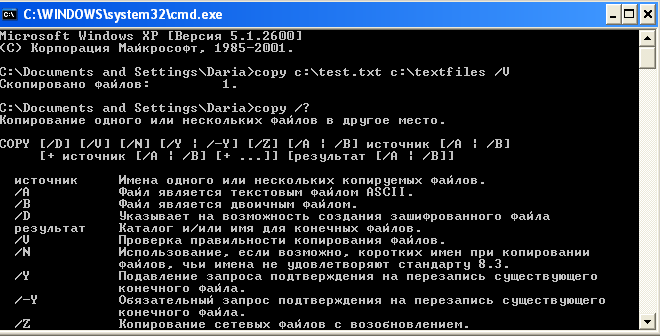 C:\WINDOWS\system32\cmd.exe
Microsoft Windows XP [Версия 5.1.2600]
(C) Корпорация Майкрософт, 1985-2001.
C:\Documents and Settings\Daria>copy c:\test.txt c:\textfiles /V
Скопировано файлов:         1.
C:\Documents and Settings\Daria>copy /?
Копирование одного или нескольких файлов в другое место.
COPY [/D] [/V] [/N] [/Y ¦ /-Y] [/Z] [/A ¦ /B] источник [/A ¦ /B]
     [+ источник [/A ¦ /B] [+ ...]] [результат [/A ¦ /B]]
  источник     Имена одного или нескольких копируемых файлов.
  /A           Файл является текстовым файлом ASCII.
  /B           Файл является двоичным файлом.
  /D           Указывает на возможность создания зашифрованного файла
  результат    Каталог и/или имя для конечных файлов.
  /V           Проверка правильности копирования файлов.
  /N           Использование, если возможно, коротких имен при копировании
               файлов, чьи имена не удовлетворяют стандарту 8.3.
  /Y           Подавление запроса подтверждения на перезапись существующего
               конечного файла.
  /-Y          Обязательный запрос подтверждения на перезапись существующего
               конечного файла.
  /Z           Копирование сетевых файлов с возобновлением.